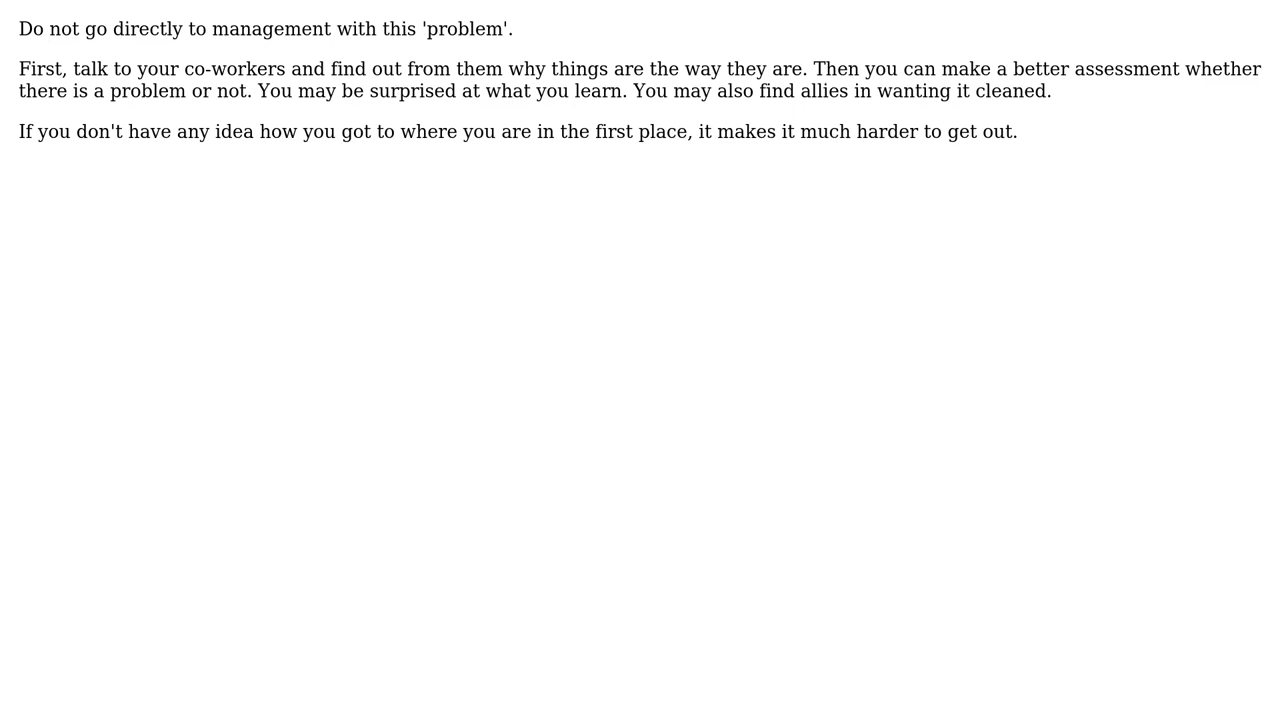 Do not go directly to management with this 'problem'.
First, talk to your co-workers and find out from them why things are the way they are. Then you can make a better assessment whether
there is a problem or not. You may be surprised at what you learn. You may also find allies in wanting it cleaned.
If you don't have any idea how you got to where you are in the first place, it makes it much harder to get out.